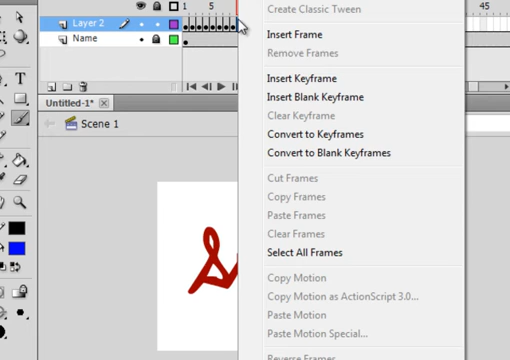 Create Classic Tween
1
5
45
Layer 2
Insert Frame
Name
Remove Frames
Insert Keyframe
Insert Blank Keyframe
Clear Keyframe
Untitled-1*
Scene 1
Convert to Keyframes
Convert to Blank Keyframes
Cut Frames
Copy Frames
Paste Frames
Clear Frames
Select All Frames
Copy Motion
Copy Motion as ActionScript 3.0...
Paste Motion
Paste Motion Special...
Reverse Frames